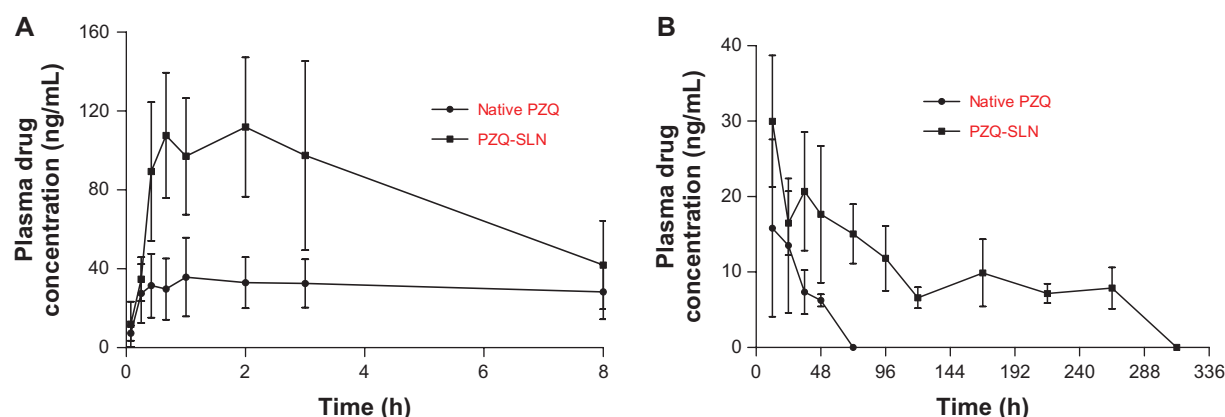 A
Plasma drug
concentration (ng/mL)
160
120
80
40
0
0
2
4
6
8
Time (h)
Native PZQ
PZQ-SLN
B
Plasma drug
concentration (ng/mL)
40
30
20
10
0
0
48
96
144
192
240
288
336
Time (h)
Native PZQ
PZQ-SLN